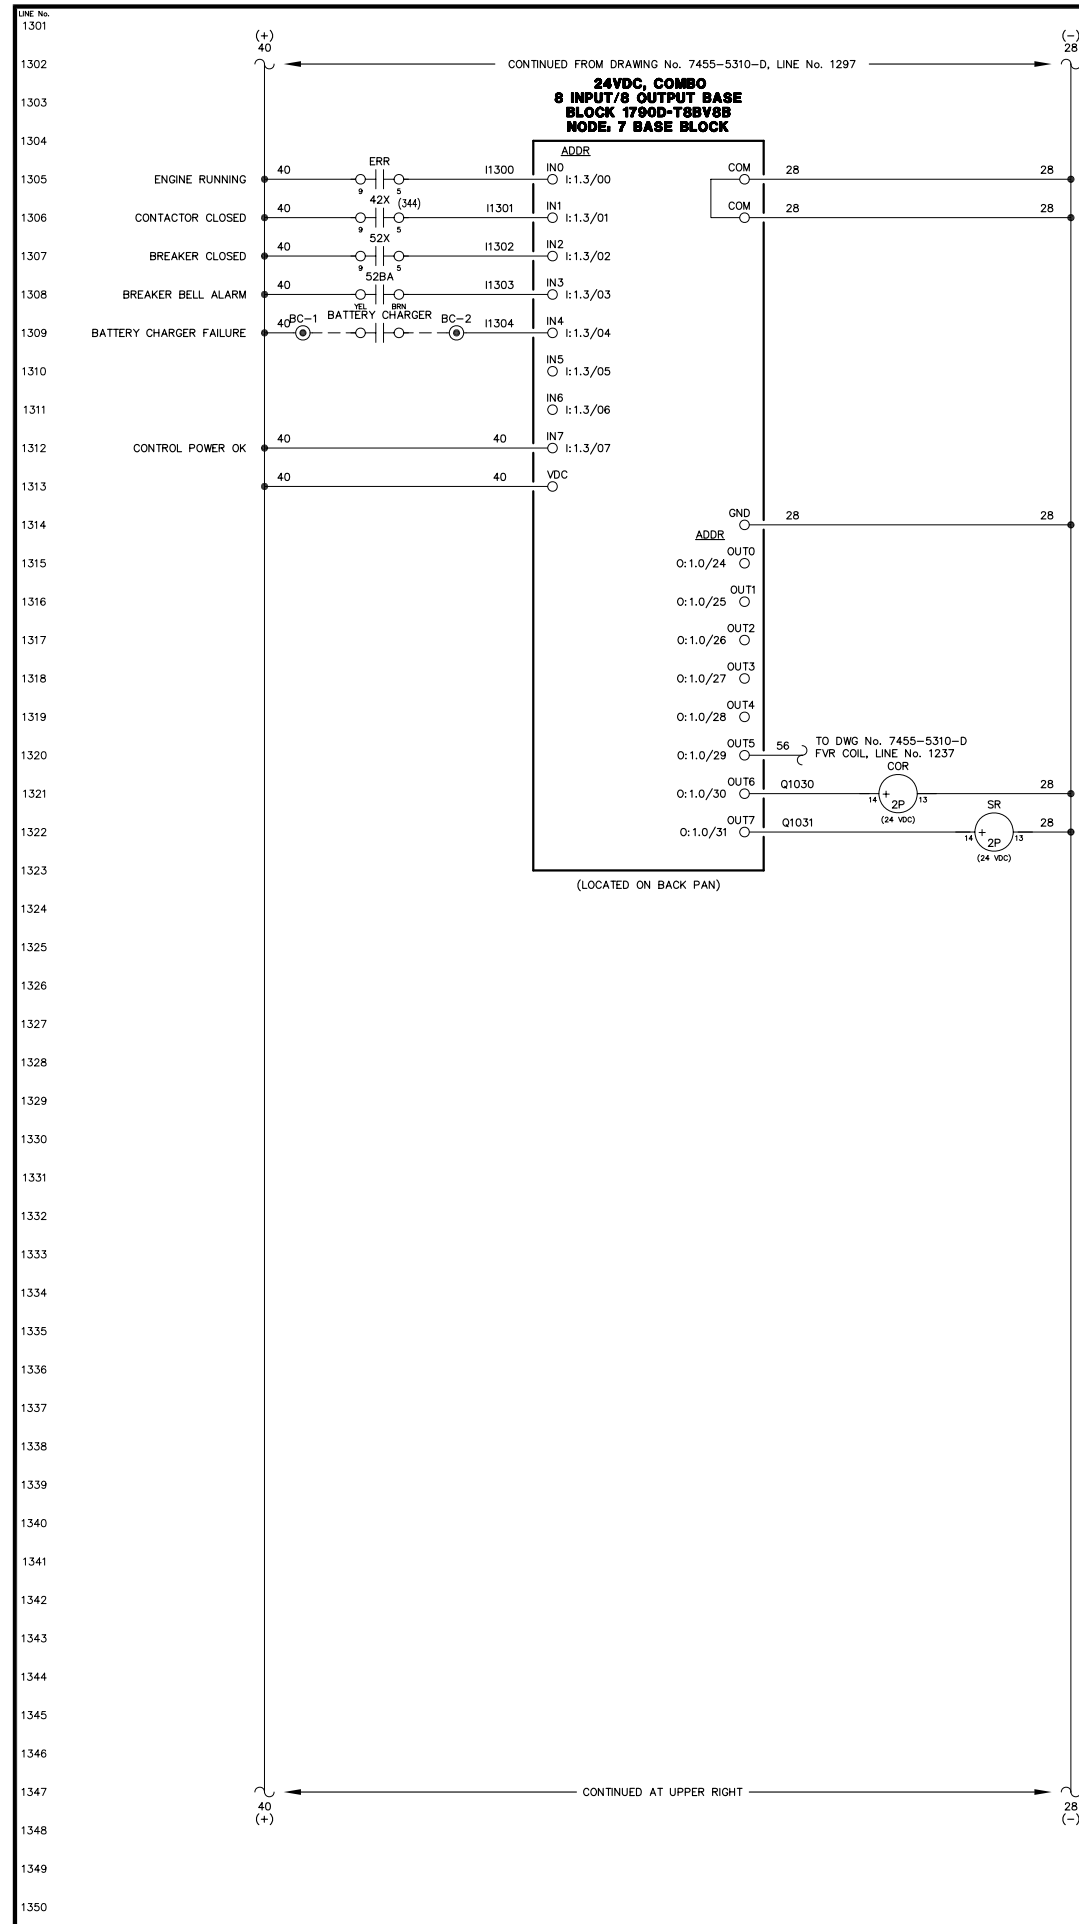 LINE No.
1301
(+) (-)
40 28
1302 CONTINUED FROM DRAWING No. 7455-5310-D, LINE No. 1297
24VDC, COMBO
1303 8 INPUT/8 OUTPUT BASE
BLOCK 1790D-T8BV8B
NODE: 7 BASE BLOCK
1304
ADDR
ERR
40 I1300 IN0 COM 28 28
1305 ENGINE RUNNING I:1.3/00
9 5
42X (344)
40 I1301 IN1 COM 28 28
1306 CONTACTOR CLOSED I:1.3/01
9 5
52X
40 I1302 IN2
1307 BREAKER CLOSED I:1.3/02
9 5
52BA
40 I1303 IN3
1308 BREAKER BELL ALARM I:1.3/03
YEL BRN
40 BC-1 BATTERY CHARGER BC-2 I1304 IN4
1309 BATTERY CHARGER FAILURE I:1.3/04
IN5
1310 I:1.3/05
IN6
1311 I:1.3/06
40 40 IN7
1312 CONTROL POWER OK I:1.3/07
40 40 VDC
1313
GND 28 28
1314
ADDR
OUT0
1315 O:1.0/24
OUT1
1316 O:1.0/25
OUT2
1317 O:1.0/26
OUT3
1318 O:1.0/27
OUT4
1319 O:1.0/28
OUT5 56 TO DWG No. 7455-5310-D
1320 O:1.0/29 FVR COIL, LINE No. 1237
COR
OUT6 Q1030 28
1321 O:1.0/30 14 + 2P 13
(24 VDC)
SR
OUT7 Q1031 28
1322 O:1.0/31 14 + 2P 13
(24 VDC)
1323
(LOCATED ON BACK PAN)
1324
1325
1326
1327
1328
1329
1330
1331
1332
1333
1334
1335
1336
1337
1338
1339
1340
1341
1342
1343
1344
1345
1346
1347 CONTINUED AT UPPER RIGHT
40 28
(+) (-)
1348
1349
1350